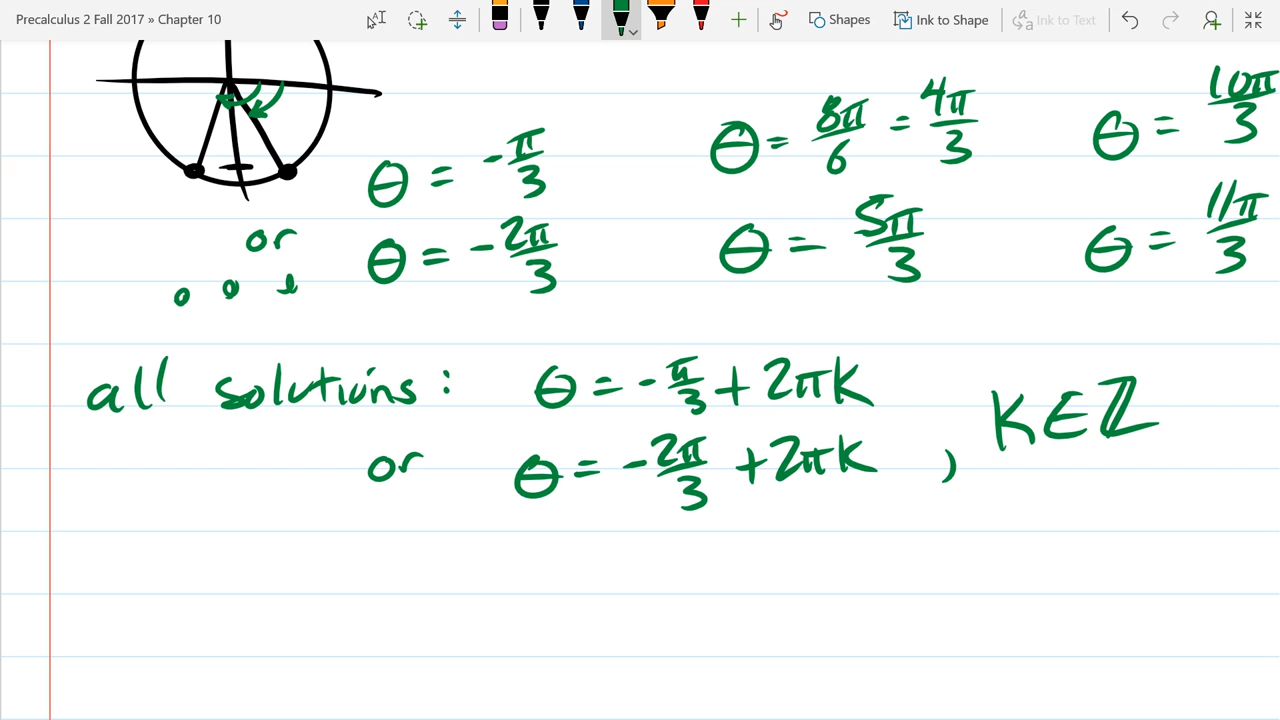 Precalculus 2 Fall 2017 » Chapter 10
Shapes
Ink to Shape
Ink to Text
θ = -π/3
θ = 8π/6 = 4π/3
θ = 10π/3
or
θ = -2π/3
θ = 5π/3
θ = 11π/3
all solutions: θ = -π/3 + 2πK
or θ = -2π/3 + 2πK , K∈ℤ